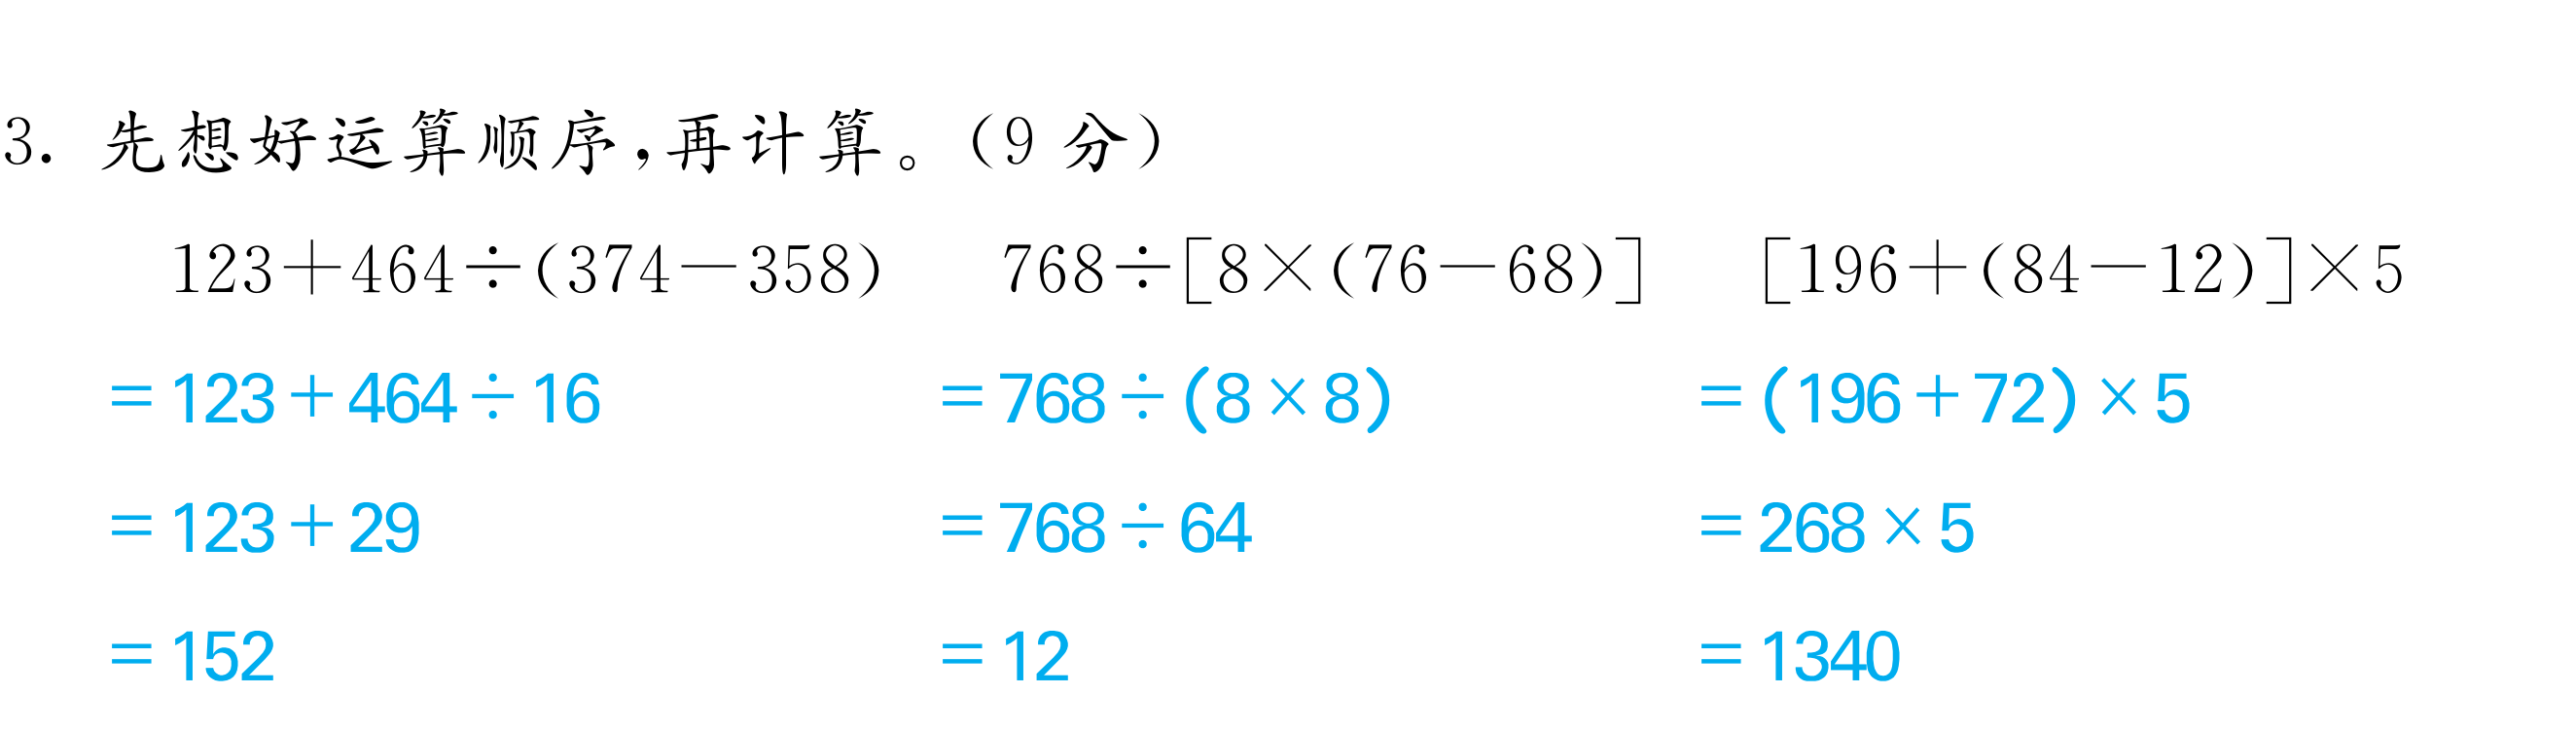 3. 先想好运算顺序,再计算。(9 分)
123+464÷(374-358) 768÷[8×(76-68)] [196+(84-12)]×5
=123+464÷16 =768÷(8×8) =(196+72)×5
=123+29 =768÷64 =268×5
=152 =12 =1340